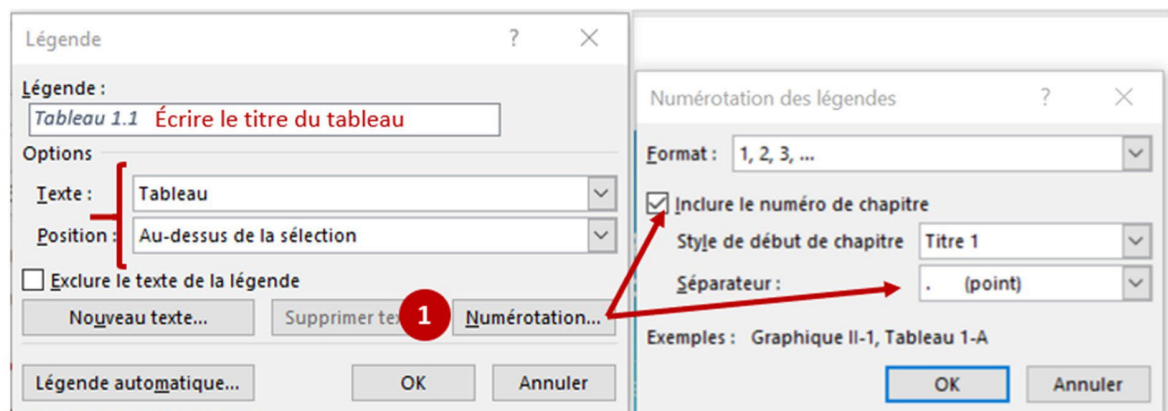 Légende ?
Légende :
Tableau 1.1 Écrire le titre du tableau
Options
Texte : Tableau
Position : Au-dessus de la sélection
Exclure le texte de la légende
Nouveau texte... Supprimer te 1 Numérotation...
Légende automatique... OK Annuler
Numérotation des légendes ?
Format : 1, 2, 3, ...
Inclure le numéro de chapitre
Style de début de chapitre Titre 1
Séparateur : . (point)
Exemples : Graphique II-1, Tableau 1-A
OK Annuler